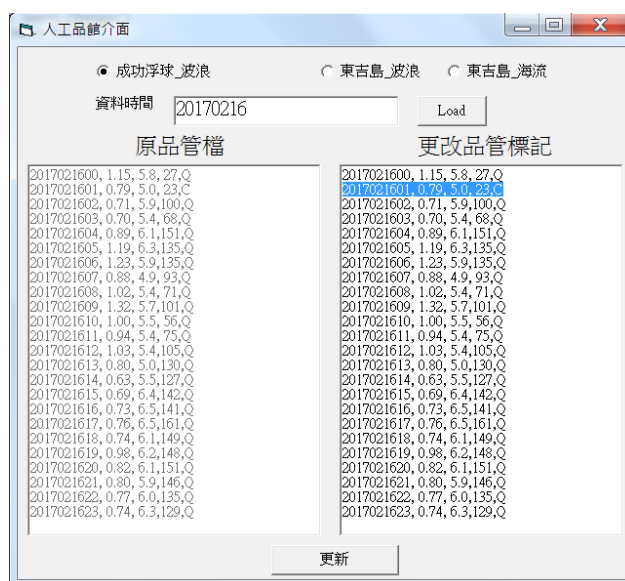 人工品館介面
成功浮球_波浪 東吉島_波浪 東吉島_海流
資料時間 20170216 Load
原品管檔 更改品管標記
2017021600, 1.15, 5.8, 27,Q 2017021600, 1.15, 5.8, 27,Q
2017021601, 0.79, 5.0, 23,C 2017021601, 0.79, 5.0, 23,C
2017021602, 0.71, 5.9,100,Q 2017021602, 0.71, 5.9,100,Q
2017021603, 0.70, 5.4, 68,Q 2017021603, 0.70, 5.4, 68,Q
2017021604, 0.89, 6.1,151,Q 2017021604, 0.89, 6.1,151,Q
2017021605, 1.19, 6.3,135,Q 2017021605, 1.19, 6.3,135,Q
2017021606, 1.23, 5.9,135,Q 2017021606, 1.23, 5.9,135,Q
2017021607, 0.88, 4.9, 93,Q 2017021607, 0.88, 4.9, 93,Q
2017021608, 1.02, 5.4, 71,Q 2017021608, 1.02, 5.4, 71,Q
2017021609, 1.32, 5.7,101,Q 2017021609, 1.32, 5.7,101,Q
2017021610, 1.00, 5.5, 56,Q 2017021610, 1.00, 5.5, 56,Q
2017021611, 0.94, 5.4, 75,Q 2017021611, 0.94, 5.4, 75,Q
2017021612, 1.03, 5.4,105,Q 2017021612, 1.03, 5.4,105,Q
2017021613, 0.80, 5.0,130,Q 2017021613, 0.80, 5.0,130,Q
2017021614, 0.63, 5.5,127,Q 2017021614, 0.63, 5.5,127,Q
2017021615, 0.69, 6.4,142,Q 2017021615, 0.69, 6.4,142,Q
2017021616, 0.73, 6.5,141,Q 2017021616, 0.73, 6.5,141,Q
2017021617, 0.76, 6.5,161,Q 2017021617, 0.76, 6.5,161,Q
2017021618, 0.74, 6.1,149,Q 2017021618, 0.74, 6.1,149,Q
2017021619, 0.98, 6.2,148,Q 2017021619, 0.98, 6.2,148,Q
2017021620, 0.82, 6.1,151,Q 2017021620, 0.82, 6.1,151,Q
2017021621, 0.80, 5.9,146,Q 2017021621, 0.80, 5.9,146,Q
2017021622, 0.77, 6.0,135,Q 2017021622, 0.77, 6.0,135,Q
2017021623, 0.74, 6.3,129,Q 2017021623, 0.74, 6.3,129,Q
更新